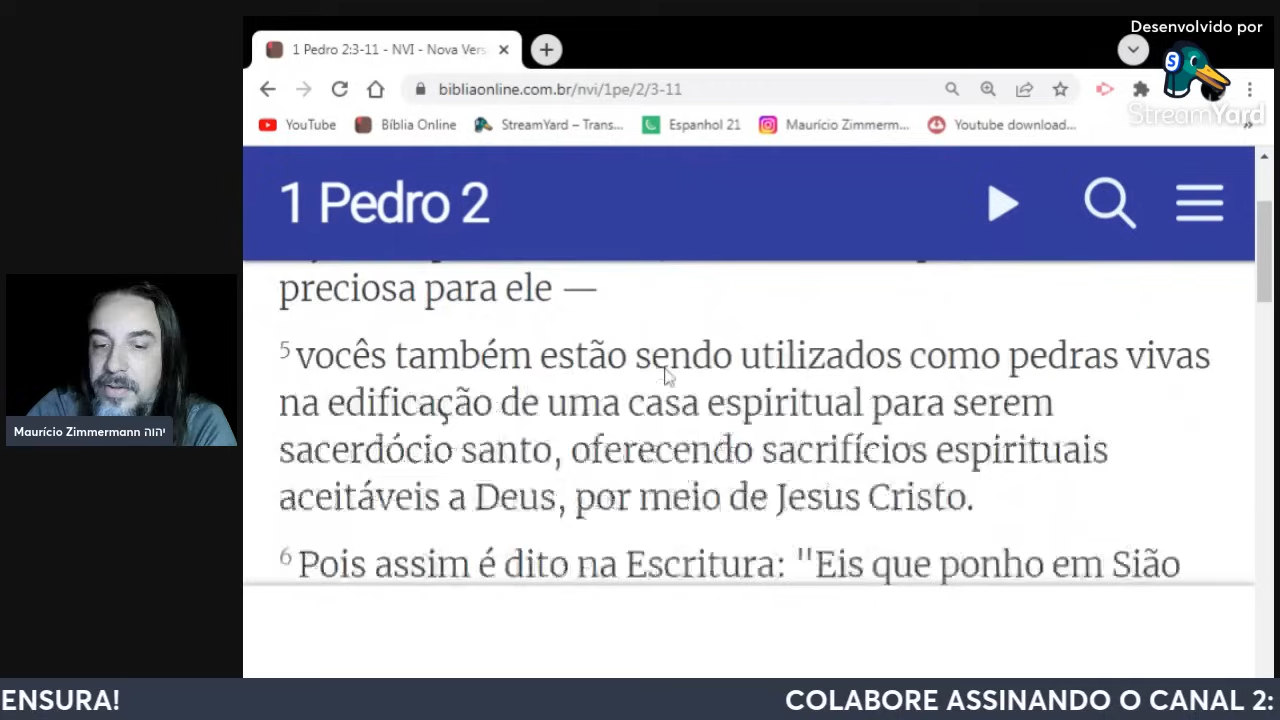 Desenvolvido por
StreamYard
1 Pedro 2:3-11 - NVI - Nova Vers
bibliaonline.com.br/nvi/1pe/2/3-11
YouTube
Bíblia Online
StreamYard – Trans...
Espanhol 21
Maurício Zimmerm...
Youtube download...
1 Pedro 2
preciosa para ele —
5 vocês também estão sendo utilizados como pedras vivas
na edificação de uma casa espiritual para serem
sacerdócio santo, oferecendo sacrifícios espirituais
aceitáveis a Deus, por meio de Jesus Cristo.
6 Pois assim é dito na Escritura: "Eis que ponho em Sião
Maurício Zimmermann יהוה
ENSURA! COLABORE ASSINANDO O CANAL 2: